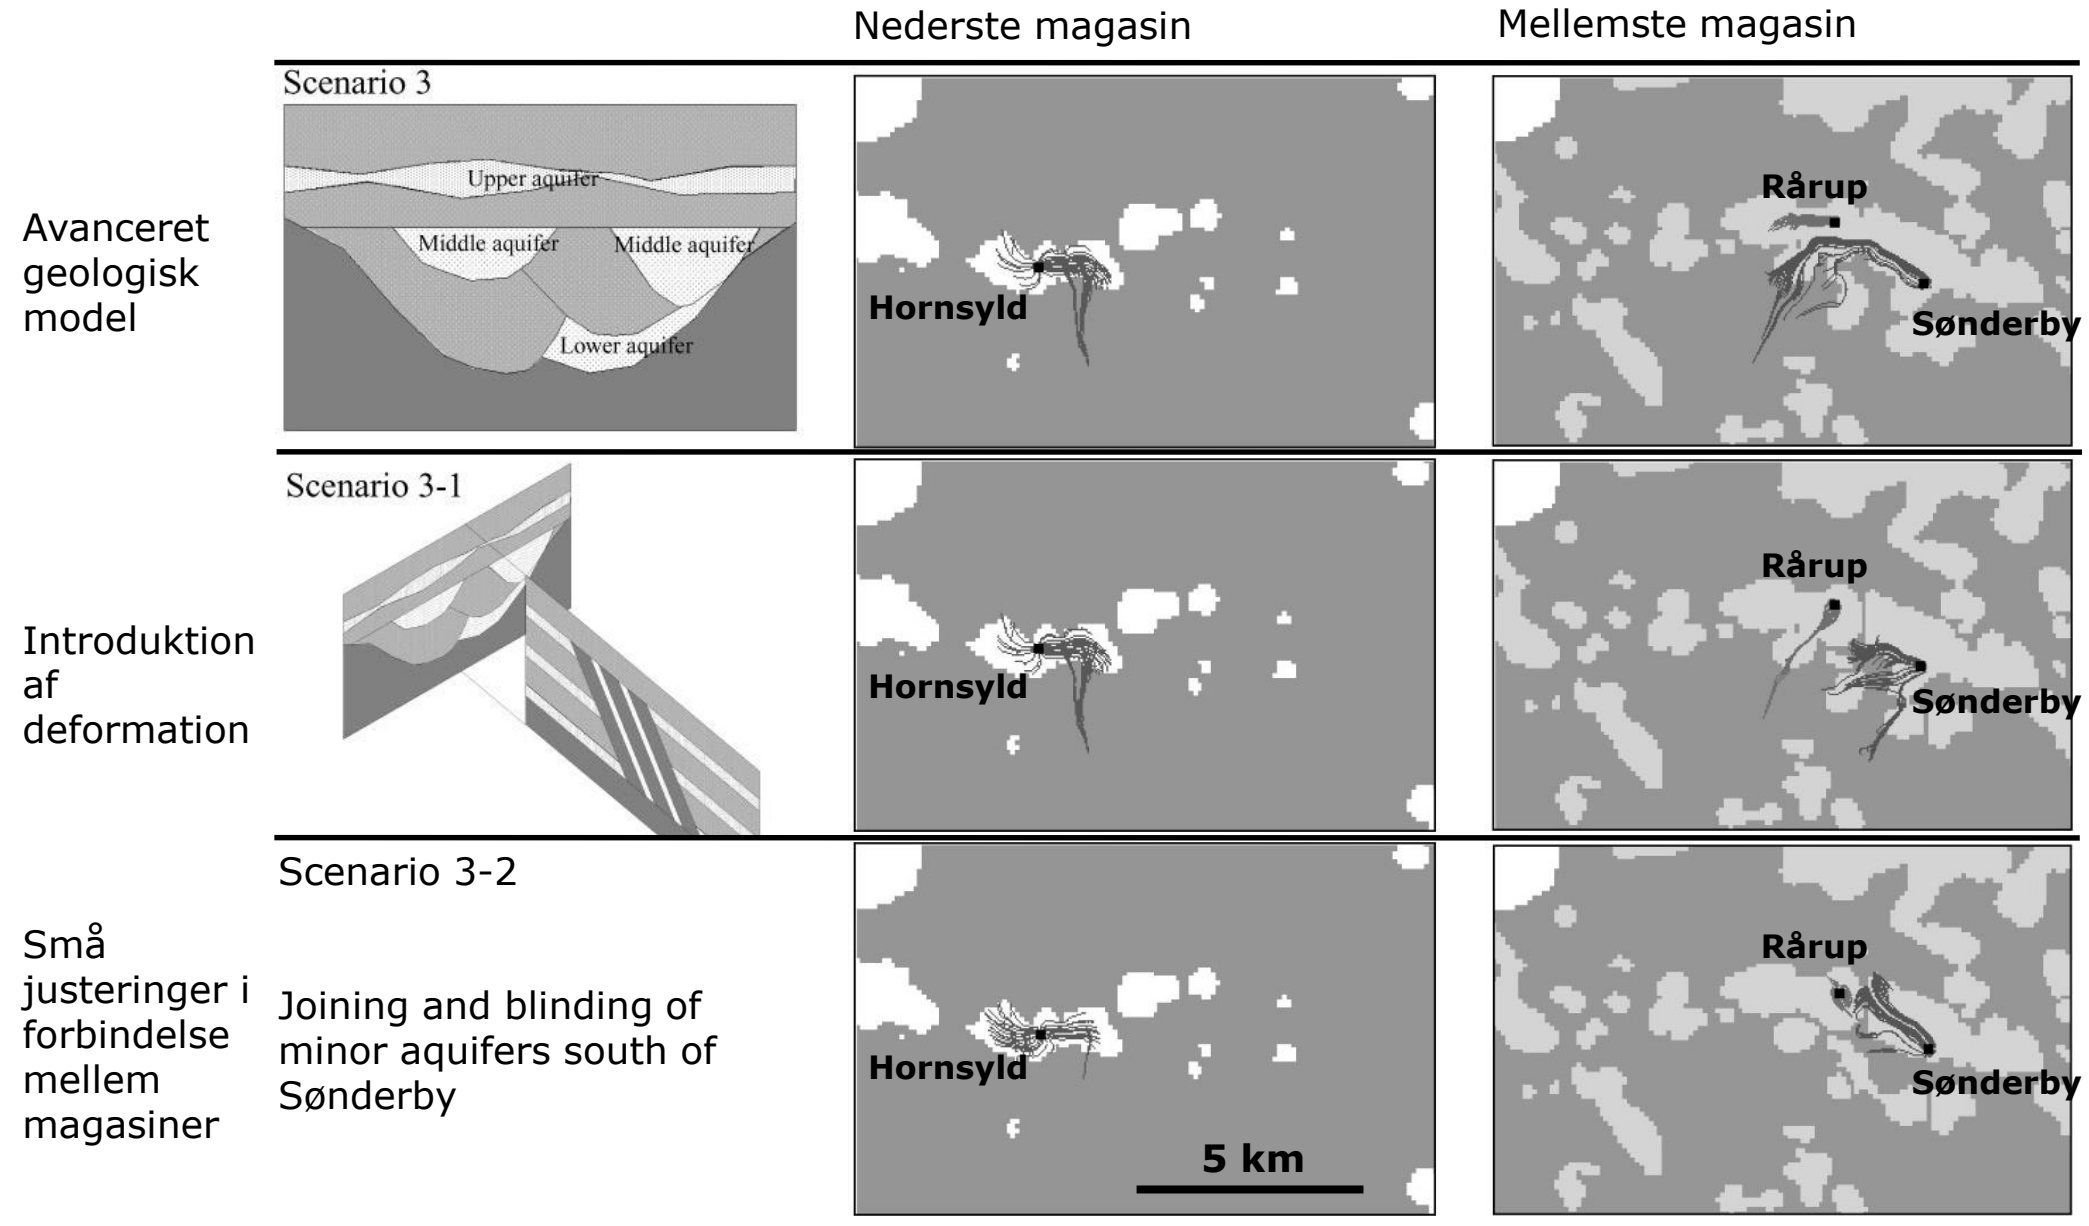 Nederste magasin
Mellemste magasin
Avanceret
geologisk
model
Scenario 3
Upper aquifer
Middle aquifer
Middle aquifer
Lower aquifer
Hornsyld
Rårup
Sønderby
Introduktion
af
deformation
Scenario 3-1
Hornsyld
Rårup
Sønderby
Små
justeringer i
forbindelse
mellem
magasiner
Scenario 3-2
Joining and blinding of
minor aquifers south of
Sønderby
Hornsyld
5 km
Rårup
Sønderby